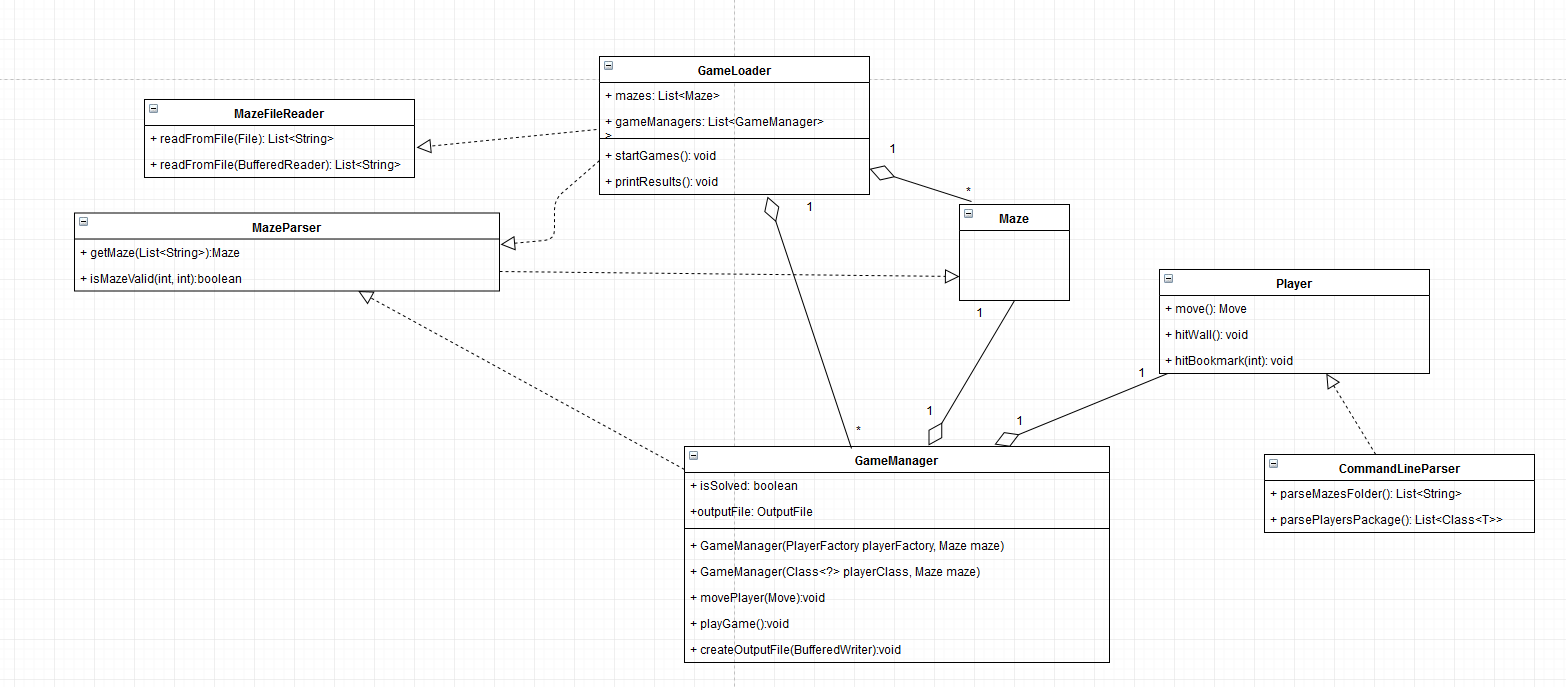 GameLoader
+ mazes: List<Maze>
+ gameManagers: List<GameManager>
>
+ startGames(): void
+ printResults(): void
MazeFileReader
+ readFromFile(File): List<String>
+ readFromFile(BufferedReader): List<String>
1
*
1
Maze
MazeParser
+ getMaze(List<String>):Maze
+ isMazeValid(int, int):boolean
Player
+ move(): Move
+ hitWall(): void
+ hitBookmark(int): void
1
1
1
1
*
GameManager
+ isSolved: boolean
+outputFile: OutputFile
+ GameManager(PlayerFactory playerFactory, Maze maze)
+ GameManager(Class<?> playerClass, Maze maze)
+ movePlayer(Move):void
+ playGame():void
+ createOutputFile(BufferedWriter):void
CommandLineParser
+ parseMazesFolder(): List<String>
+ parsePlayersPackage(): List<Class<T>>